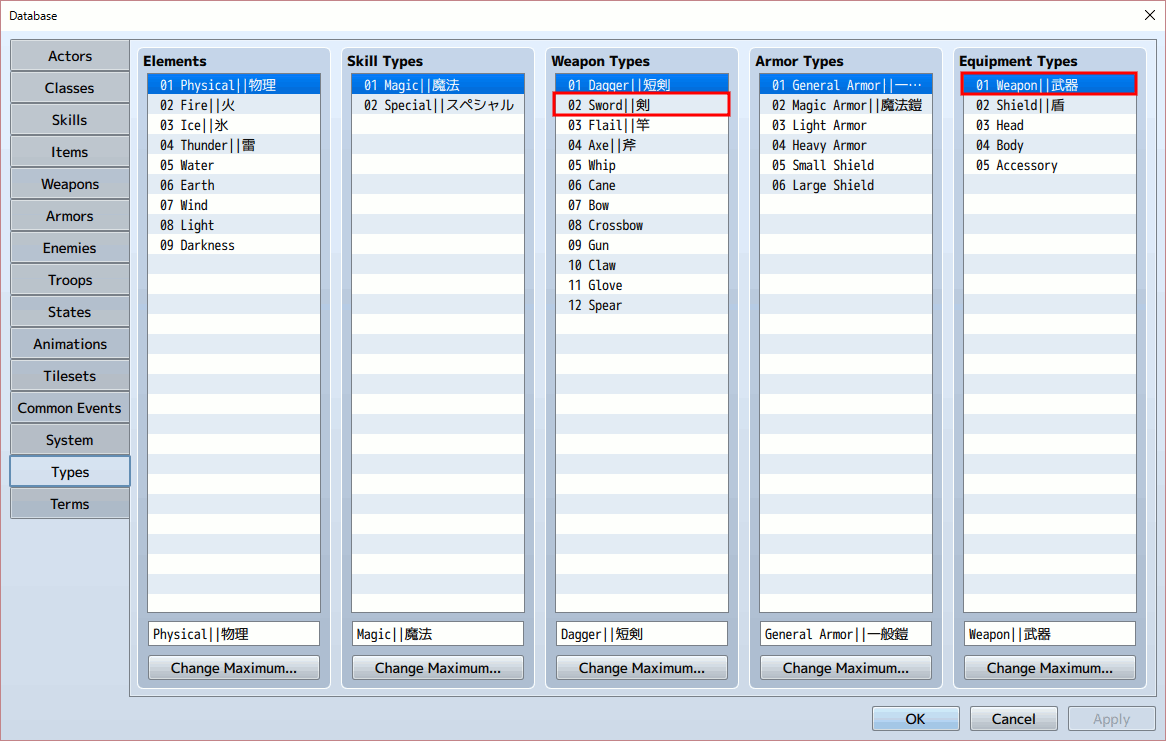 Database
Actors
Classes
Skills
Items
Weapons
Armors
Enemies
Troops
States
Animations
Tilesets
Common Events
System
Types
Terms
Elements
01 Physical||物理
02 Fire||火
03 Ice||氷
04 Thunder||雷
05 Water
06 Earth
07 Wind
08 Light
09 Darkness
Physical||物理
Change Maximum...
Skill Types
01 Magic||魔法
02 Special||スペシャル
Magic||魔法
Change Maximum...
Weapon Types
01 Dagger||短剣
02 Sword||剣
03 Flail||竿
04 Axe||斧
05 Whip
06 Cane
07 Bow
08 Crossbow
09 Gun
10 Claw
11 Glove
12 Spear
Dagger||短剣
Change Maximum...
Armor Types
01 General Armor||一…
02 Magic Armor||魔法鎧
03 Light Armor
04 Heavy Armor
05 Small Shield
06 Large Shield
General Armor||一般鎧
Change Maximum...
Equipment Types
01 Weapon||武器
02 Shield||盾
03 Head
04 Body
05 Accessory
Weapon||武器
Change Maximum...
OK
Cancel
Apply